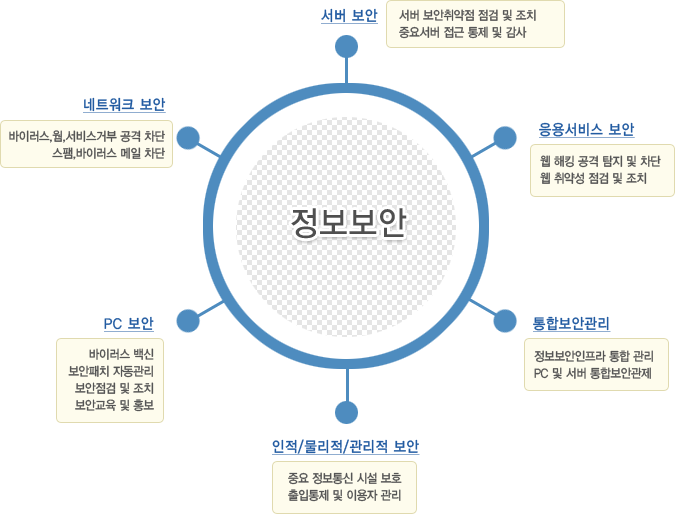 서버 보안
서버 보안취약점 점검 및 조치
중요서버 접근 통제 및 감사
네트워크 보안
바이러스,웜,서비스거부 공격 차단
스팸,바이러스 메일 차단
응용서비스 보안
웹 해킹 공격 탐지 및 차단
웹 취약성 점검 및 조치
정보보안
PC 보안
바이러스 백신
보안패치 자동관리
보안점검 및 조치
보안교육 및 홍보
통합보안관리
정보보안인프라 통합 관리
PC 및 서버 통합보안관제
인적/물리적/관리적 보안
중요 정보통신 시설 보호
출입통제 및 이용자 관리